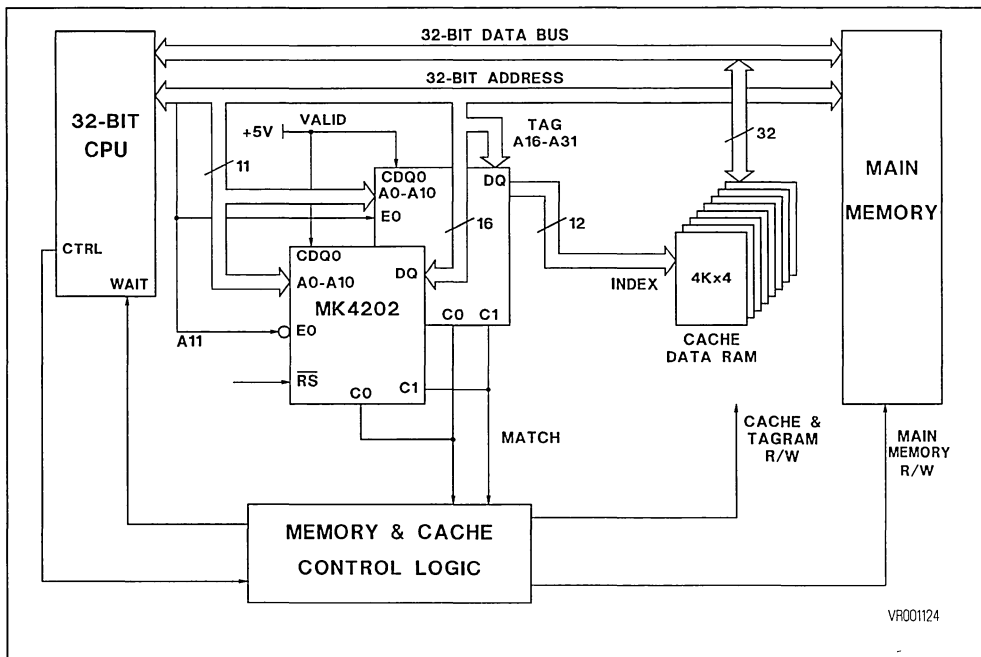 32-BIT DATA BUS
32-BIT ADDRESS
32-BIT
CPU
CTRL
WAIT
+5V
VALID
11
TAG
A16-A31
CDQ0
A0-A10
E0
DQ
16
12
32
MAIN
MEMORY
CDQ0
A0-A10
DQ
MK4202
E0
A11
RS
C0
C1
C0
C1
INDEX
4Kx4
CACHE
DATA RAM
MATCH
CACHE &
TAGRAM
R/W
MAIN
MEMORY
R/W
MEMORY & CACHE
CONTROL LOGIC
VR001124